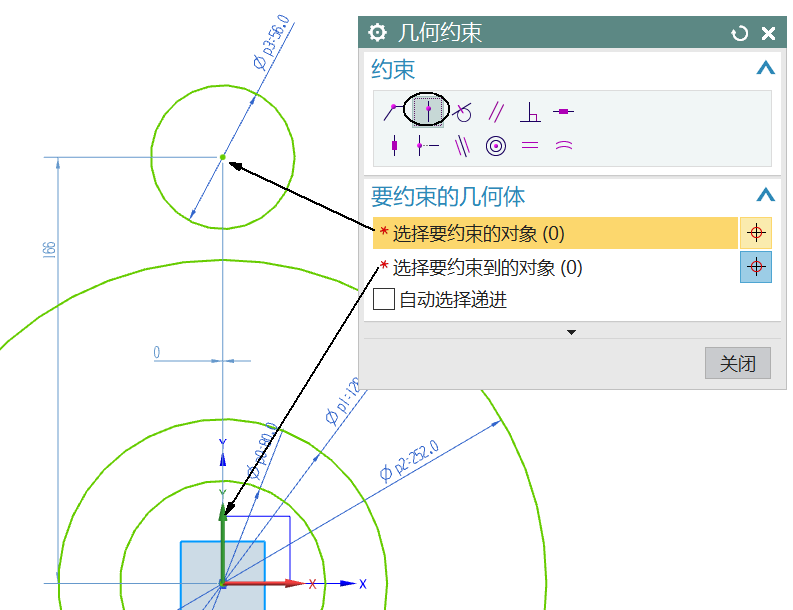 几何约束
约束
要约束的几何体
* 选择要约束的对象 (0)
* 选择要约束到的对象 (0)
自动选择递进
关闭
Ø p3:56.0
166
0
Y
Ø p0:80.0
Ø p1:128
Ø p2:252.0
Y
X
X